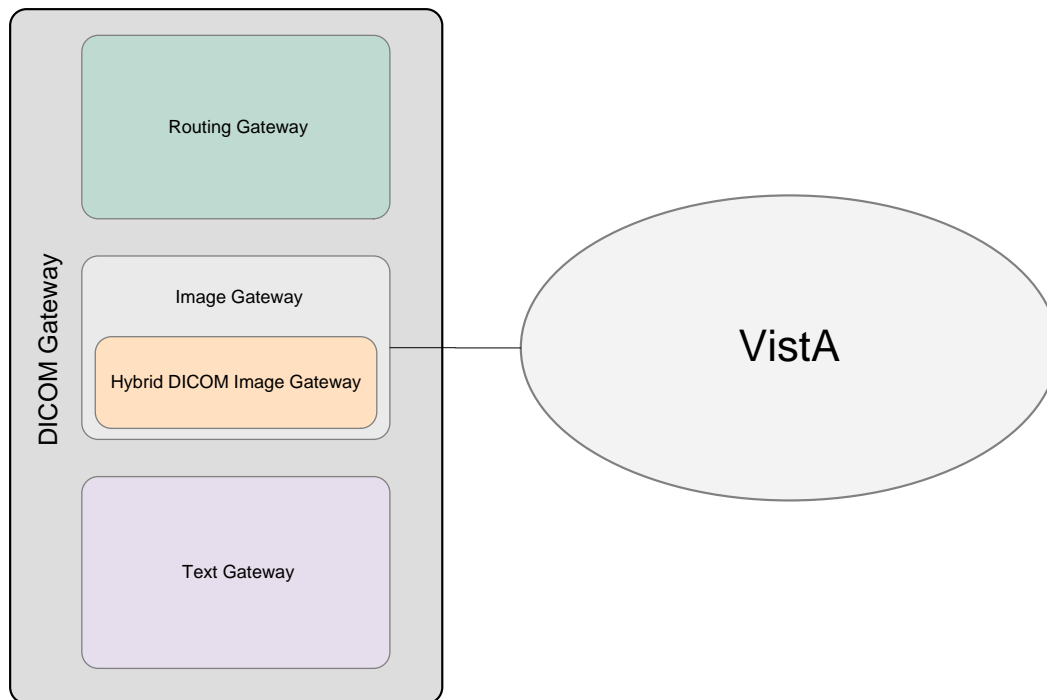 DICOM Gateway
Routing Gateway
Image Gateway
Hybrid DICOM Image Gateway
Text Gateway
VistA